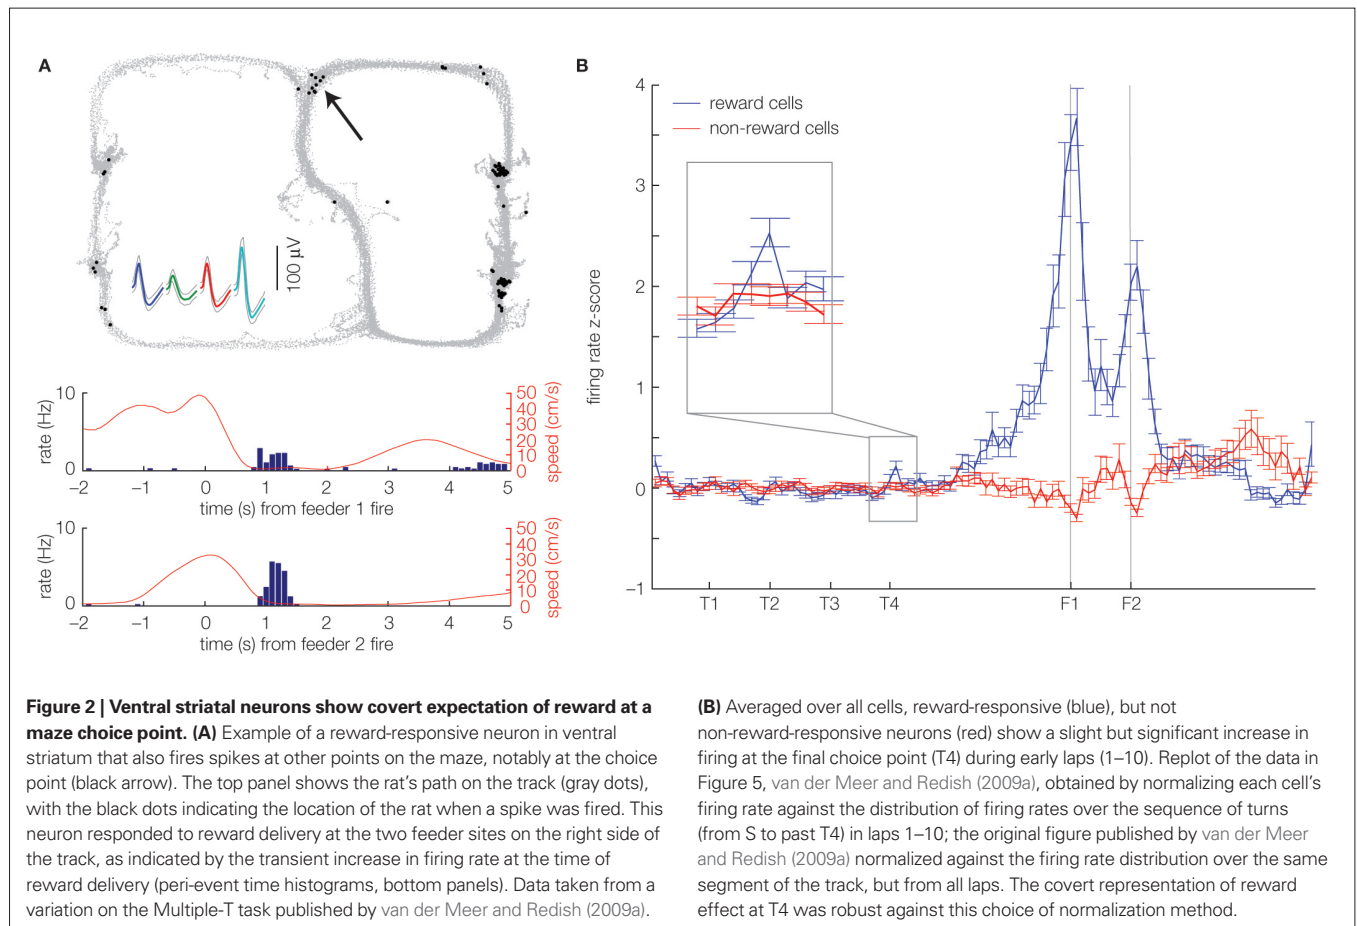 A
100 μV
10
rate (Hz)
0
50
40
30
20
10
0
speed (cm/s)
−2 −1 0 1 2 3 4 5
time (s) from feeder 1 fire
10
rate (Hz)
0
50
40
30
20
10
0
speed (cm/s)
−2 −1 0 1 2 3 4 5
time (s) from feeder 2 fire
B
4
3
2
1
0
−1
firing rate z-score
reward cells
non-reward cells
T1 T2 T3 T4 F1 F2
Figure 2 | Ventral striatal neurons show covert expectation of reward at a
maze choice point. (A) Example of a reward-responsive neuron in ventral
striatum that also fires spikes at other points on the maze, notably at the choice
point (black arrow). The top panel shows the rat's path on the track (gray dots),
with the black dots indicating the location of the rat when a spike was fired. This
neuron responded to reward delivery at the two feeder sites on the right side of
the track, as indicated by the transient increase in firing rate at the time of
reward delivery (peri-event time histograms, bottom panels). Data taken from a
variation on the Multiple-T task published by van der Meer and Redish (2009a).
(B) Averaged over all cells, reward-responsive (blue), but not
non-reward-responsive neurons (red) show a slight but significant increase in
firing at the final choice point (T4) during early laps (1–10). Replot of the data in
Figure 5, van der Meer and Redish (2009a), obtained by normalizing each cell's
firing rate against the distribution of firing rates over the sequence of turns
(from S to past T4) in laps 1–10; the original figure published by van der Meer
and Redish (2009a) normalized against the firing rate distribution over the same
segment of the track, but from all laps. The covert representation of reward
effect at T4 was robust against this choice of normalization method.